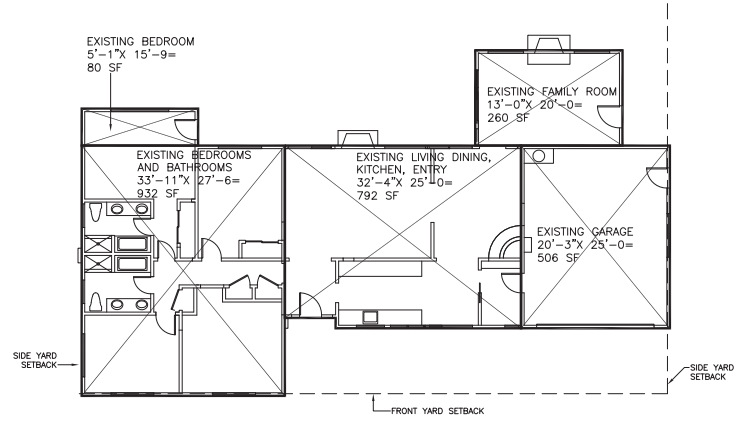 EXISTING BEDROOM
5'-1"X 15'-9=
80 SF
EXISTING FAMILY ROOM
13'-0"X 20'-0=
260 SF
EXISTING BEDROOMS
AND BATHROOMS
33'-11"X 27'-6=
932 SF
EXISTING LIVING DINING,
KITCHEN, ENTRY
32'-4"X 25'-0=
792 SF
EXISTING GARAGE
20'-3"X 25'-0=
506 SF
SIDE YARD
SETBACK
SIDE YARD
SETBACK
FRONT YARD SETBACK